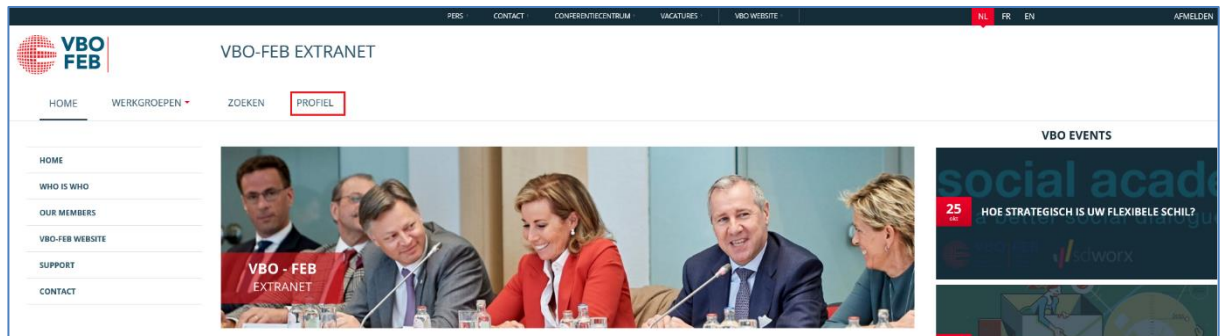 PERS CONTACT CONFERENTIECENTRUM VACATURES VBO WEBSITE NL FR EN AFMELDEN
VBO
FEB
VBO-FEB EXTRANET
HOME WERKGROEPEN ZOEKEN PROFIEL
VBO EVENTS
HOME
WHO IS WHO
OUR MEMBERS
VBO-FEB WEBSITE
SUPPORT
CONTACT
VBO - FEB
EXTRANET
social acade
25
okt
HOE STRATEGISCH IS UW FLEXIBELE SCHIL?
sdworx